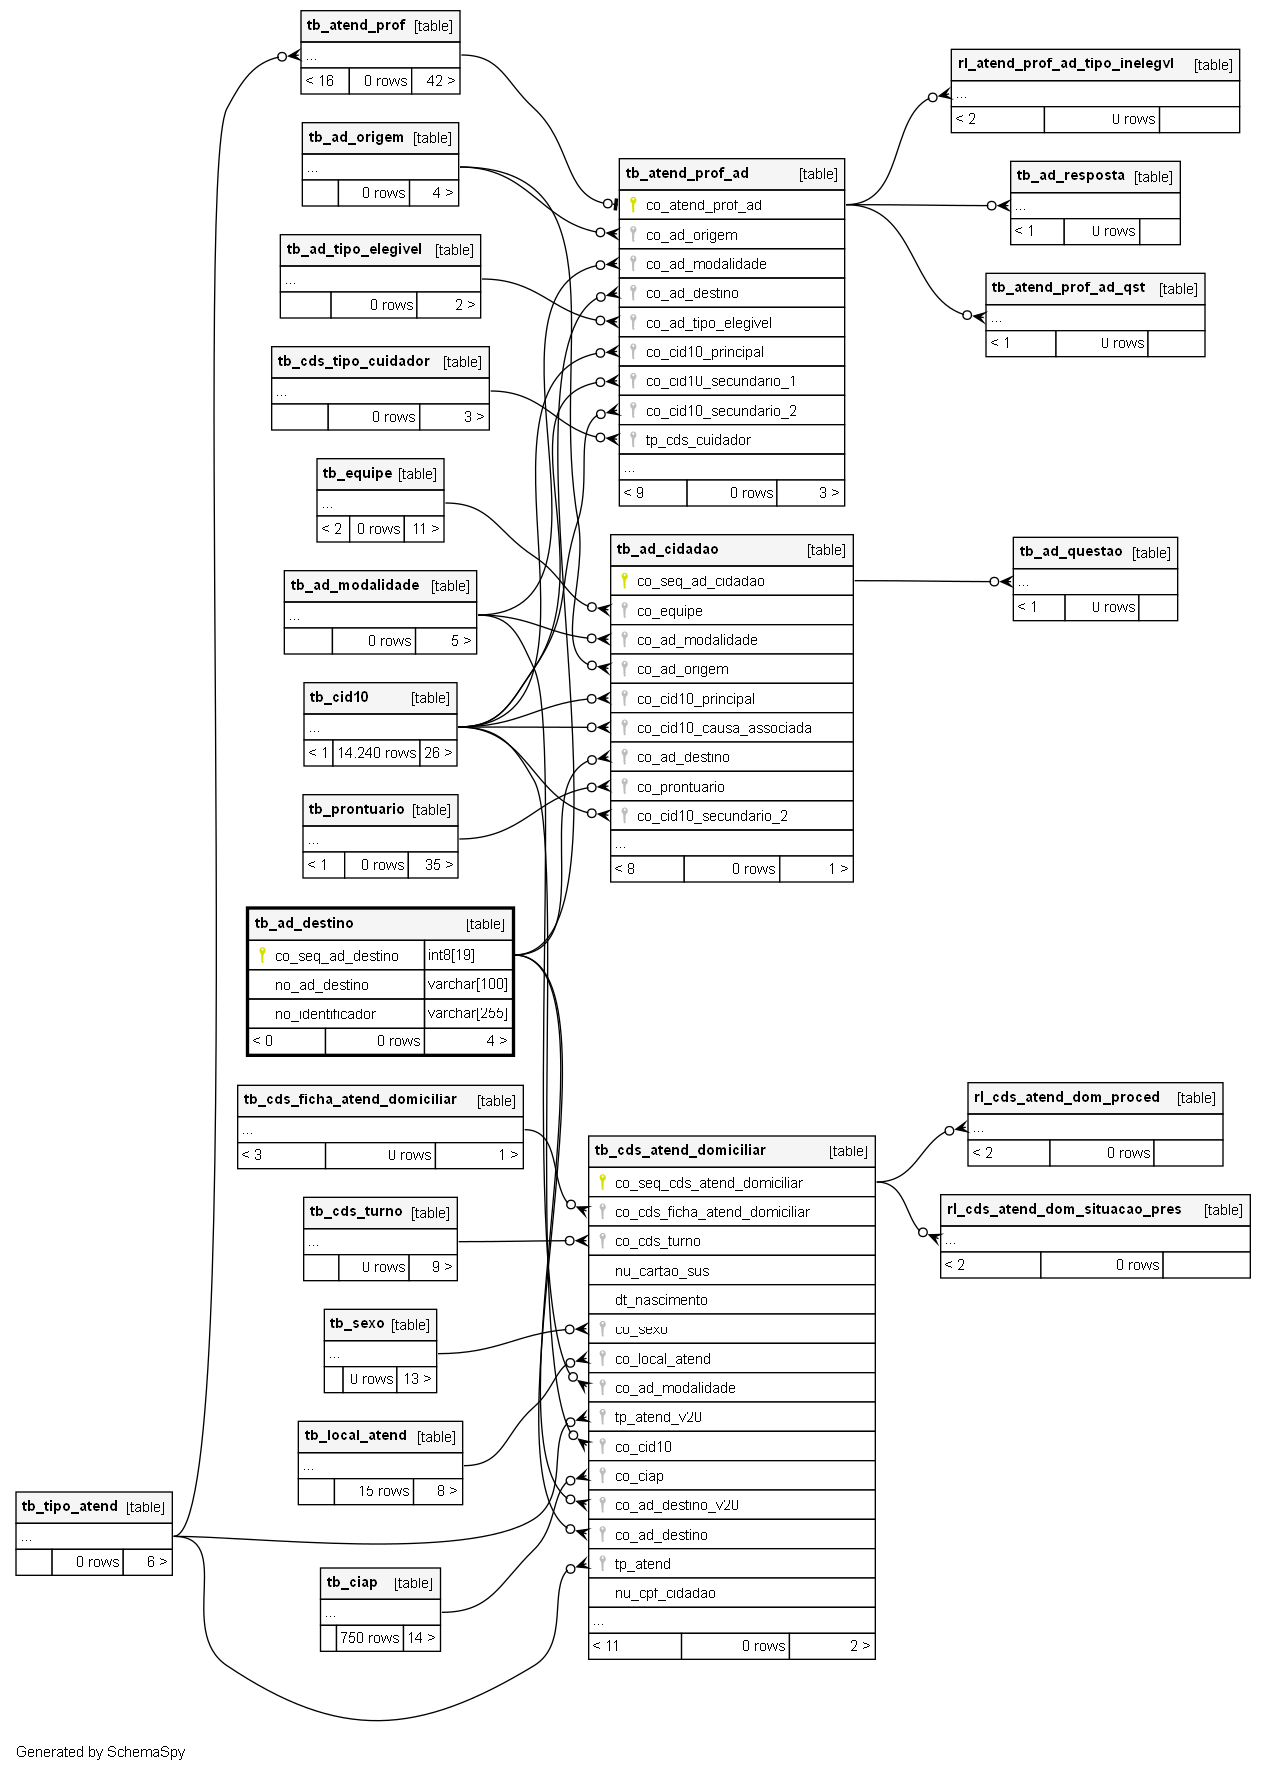 tb_atend_prof [table]
...
< 16 0 rows 42 >
tb_ad_origem [table]
...
0 rows 4 >
tb_ad_tipo_elegivel [table]
...
0 rows 2 >
tb_cds_tipo_cuidador [table]
...
0 rows 3 >
tb_equipe [table]
...
< 2 0 rows 11 >
tb_ad_modalidade [table]
...
0 rows 5 >
tb_cid10 [table]
...
< 1 14.240 rows 26 >
tb_prontuario [table]
...
< 1 0 rows 35 >
tb_ad_destino [table]
co_seq_ad_destino int8[19]
no_ad_destino varchar[100]
no_identificador varchar[255]
< 0 0 rows 4 >
tb_cds_ficha_atend_domiciliar [table]
...
< 3 0 rows 1 >
tb_cds_turno [table]
...
0 rows 9 >
tb_sexo [table]
...
0 rows 13 >
tb_local_atend [table]
...
15 rows 8 >
tb_tipo_atend [table]
...
0 rows 6 >
tb_ciap [table]
...
750 rows 14 >
tb_atend_prof_ad [table]
co_atend_prof_ad
co_ad_origem
co_ad_modalidade
co_ad_destino
co_ad_tipo_elegivel
co_cid10_principal
co_cid10_secundario_1
co_cid10_secundario_2
tp_cds_cuidador
...
< 9 0 rows 3 >
tb_ad_cidadao [table]
co_seq_ad_cidadao
co_equipe
co_ad_modalidade
co_ad_origem
co_cid10_principal
co_cid10_causa_associada
co_ad_destino
co_prontuario
co_cid10_secundario_2
...
< 8 0 rows 1 >
tb_cds_atend_domiciliar [table]
co_seq_cds_atend_domiciliar
co_cds_ficha_atend_domiciliar
co_cds_turno
nu_cartao_sus
dt_nascimento
co_sexo
co_local_atend
co_ad_modalidade
tp_atend_v20
co_cid10
co_ciap
co_ad_destino_v20
co_ad_destino
tp_atend
nu_cpf_cidadao
...
< 11 0 rows 2 >
rl_atend_prof_ad_tipo_inelegvl [table]
...
< 2 0 rows
tb_ad_resposta [table]
...
< 1 0 rows
tb_atend_prof_ad_qst [table]
...
< 1 0 rows
tb_ad_questao [table]
...
< 1 0 rows
rl_cds_atend_dom_proced [table]
...
< 2 0 rows
rl_cds_atend_dom_situacao_pres [table]
...
< 2 0 rows
Generated by SchemaSpy